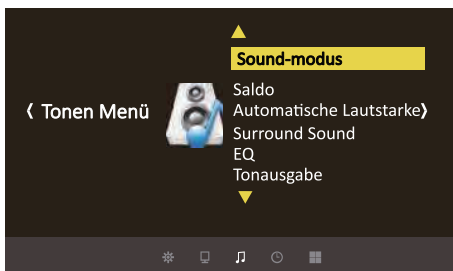 Sound-modus
Saldo
❬ Tonen Menü
Automatische Lautstarke❭
Surround Sound
EQ
Tonausgabe